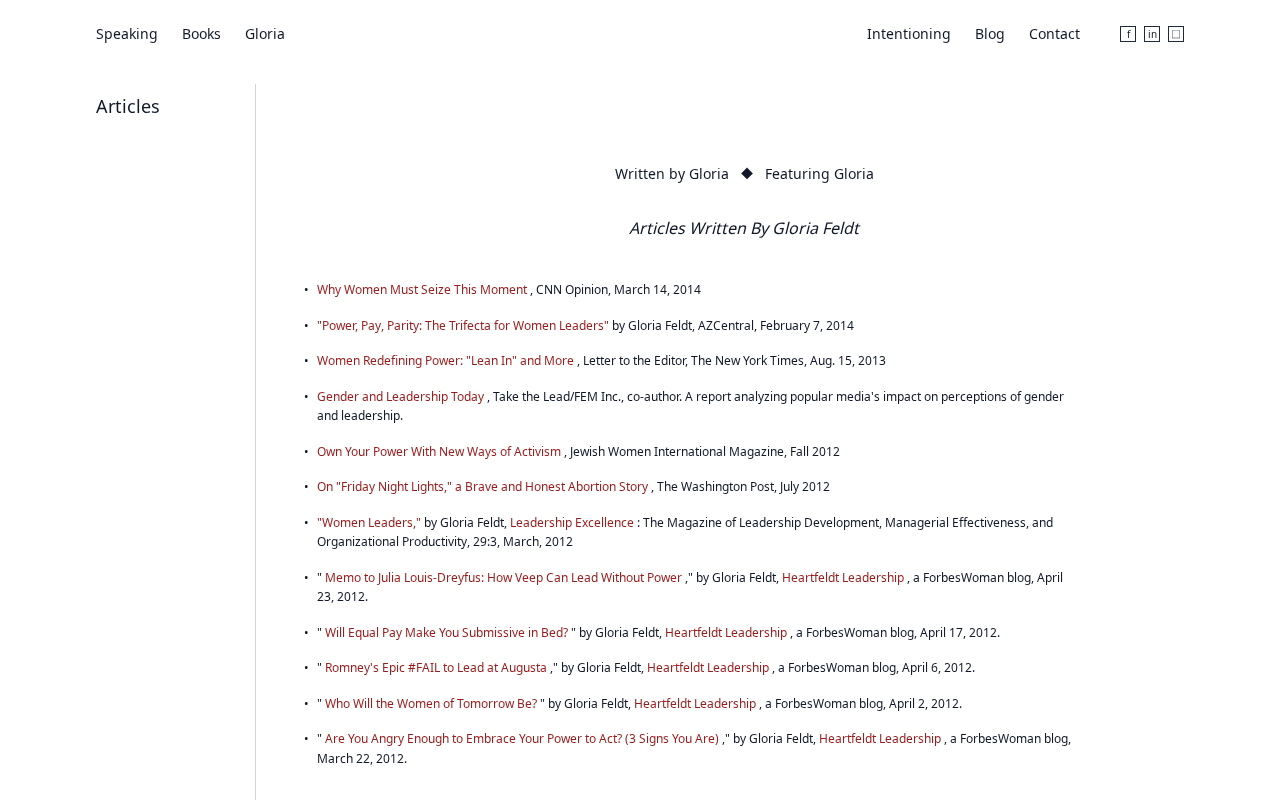 Speaking Books Gloria Intentioning Blog Contact f in
Articles
Written by Gloria ◆ Featuring Gloria
Articles Written By Gloria Feldt
• Why Women Must Seize This Moment , CNN Opinion, March 14, 2014
• "Power, Pay, Parity: The Trifecta for Women Leaders" by Gloria Feldt, AZCentral, February 7, 2014
• Women Redefining Power: "Lean In" and More , Letter to the Editor, The New York Times, Aug. 15, 2013
• Gender and Leadership Today , Take the Lead/FEM Inc., co-author. A report analyzing popular media's impact on perceptions of gender
and leadership.
• Own Your Power With New Ways of Activism , Jewish Women International Magazine, Fall 2012
• On "Friday Night Lights," a Brave and Honest Abortion Story , The Washington Post, July 2012
• "Women Leaders," by Gloria Feldt, Leadership Excellence : The Magazine of Leadership Development, Managerial Effectiveness, and
Organizational Productivity, 29:3, March, 2012
• " Memo to Julia Louis-Dreyfus: How Veep Can Lead Without Power ," by Gloria Feldt, Heartfeldt Leadership , a ForbesWoman blog, April
23, 2012.
• " Will Equal Pay Make You Submissive in Bed? " by Gloria Feldt, Heartfeldt Leadership , a ForbesWoman blog, April 17, 2012.
• " Romney's Epic #FAIL to Lead at Augusta ," by Gloria Feldt, Heartfeldt Leadership , a ForbesWoman blog, April 6, 2012.
• " Who Will the Women of Tomorrow Be? " by Gloria Feldt, Heartfeldt Leadership , a ForbesWoman blog, April 2, 2012.
• " Are You Angry Enough to Embrace Your Power to Act? (3 Signs You Are) ," by Gloria Feldt, Heartfeldt Leadership , a ForbesWoman blog,
March 22, 2012.